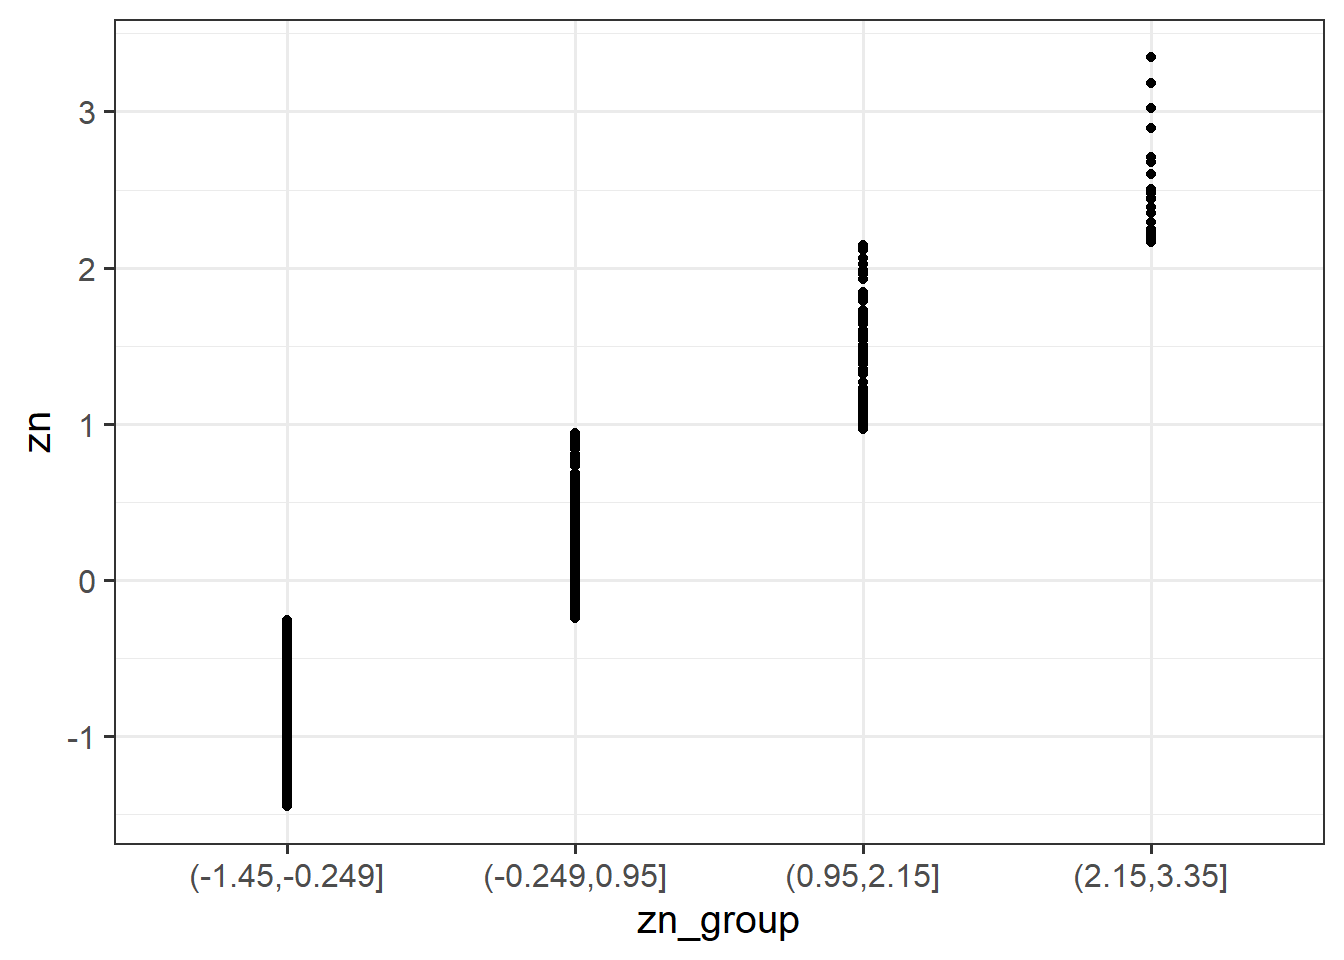 3
2
1
0
-1
zn
(-1.45,-0.249] (-0.249,0.95] (0.95,2.15] (2.15,3.35]
zn_group